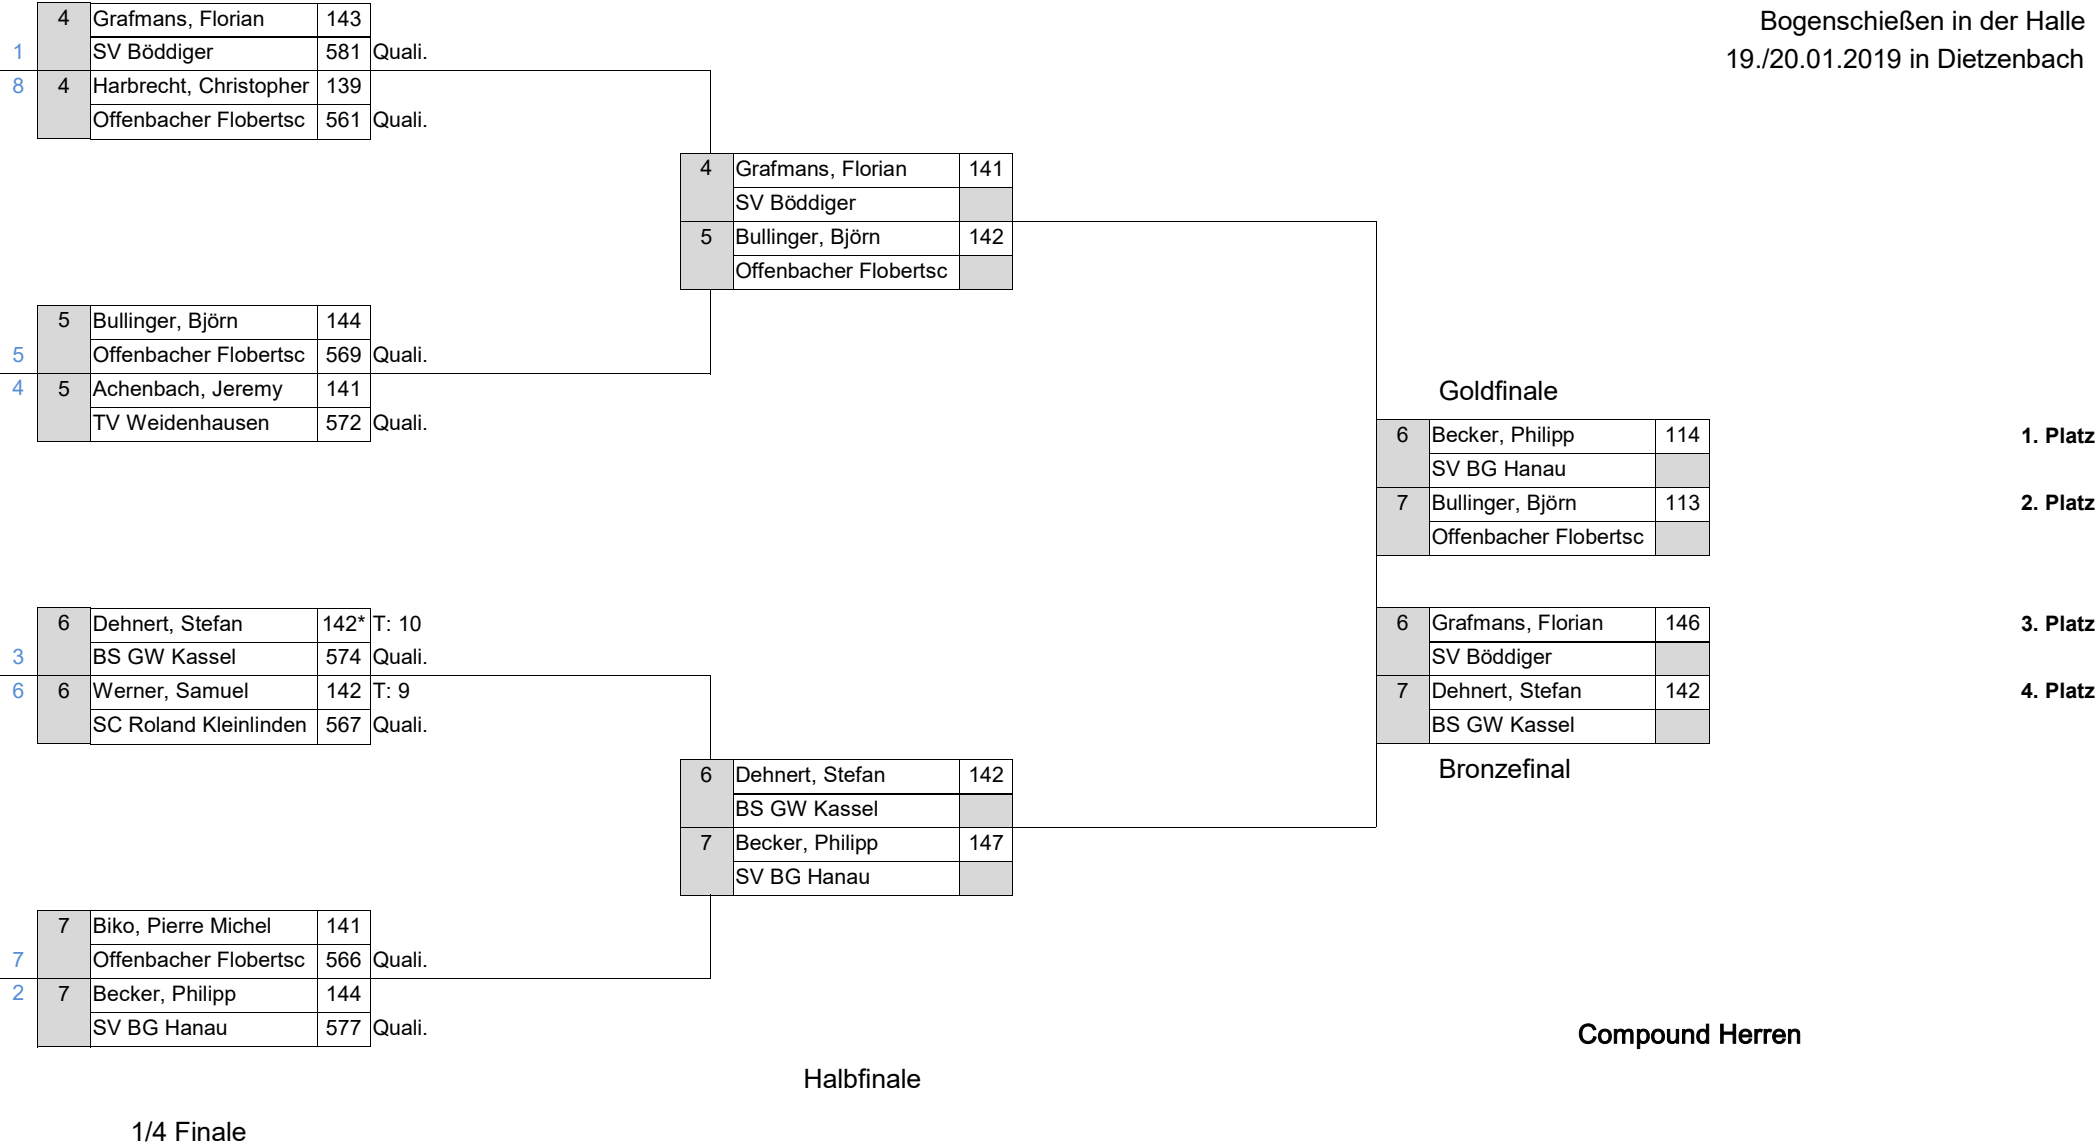 Bogenschießen in der Halle
19./20.01.2019 in Dietzenbach
4 Grafmans, Florian 143
1 SV Böddiger 581 Quali.
8 4 Harbrecht, Christopher 139
Offenbacher Flobertsc 561 Quali.
5 Bullinger, Björn 144
5 Offenbacher Flobertsc 569 Quali.
4 5 Achenbach, Jeremy 141
TV Weidenhausen 572 Quali.
6 Dehnert, Stefan 142* T: 10
3 BS GW Kassel 574 Quali.
6 6 Werner, Samuel 142 T: 9
SC Roland Kleinlinden 567 Quali.
7 Biko, Pierre Michel 141
7 Offenbacher Flobertsc 566 Quali.
2 7 Becker, Philipp 144
SV BG Hanau 577 Quali.
1/4 Finale
4 Grafmans, Florian 141
SV Böddiger
5 Bullinger, Björn 142
Offenbacher Flobertsc
6 Dehnert, Stefan 142
BS GW Kassel
7 Becker, Philipp 147
SV BG Hanau
Halbfinale
Goldfinale
6 Becker, Philipp 114 1. Platz
SV BG Hanau
7 Bullinger, Björn 113 2. Platz
Offenbacher Flobertsc
6 Grafmans, Florian 146 3. Platz
SV Böddiger
7 Dehnert, Stefan 142 4. Platz
BS GW Kassel
Bronzefinal
Compound Herren